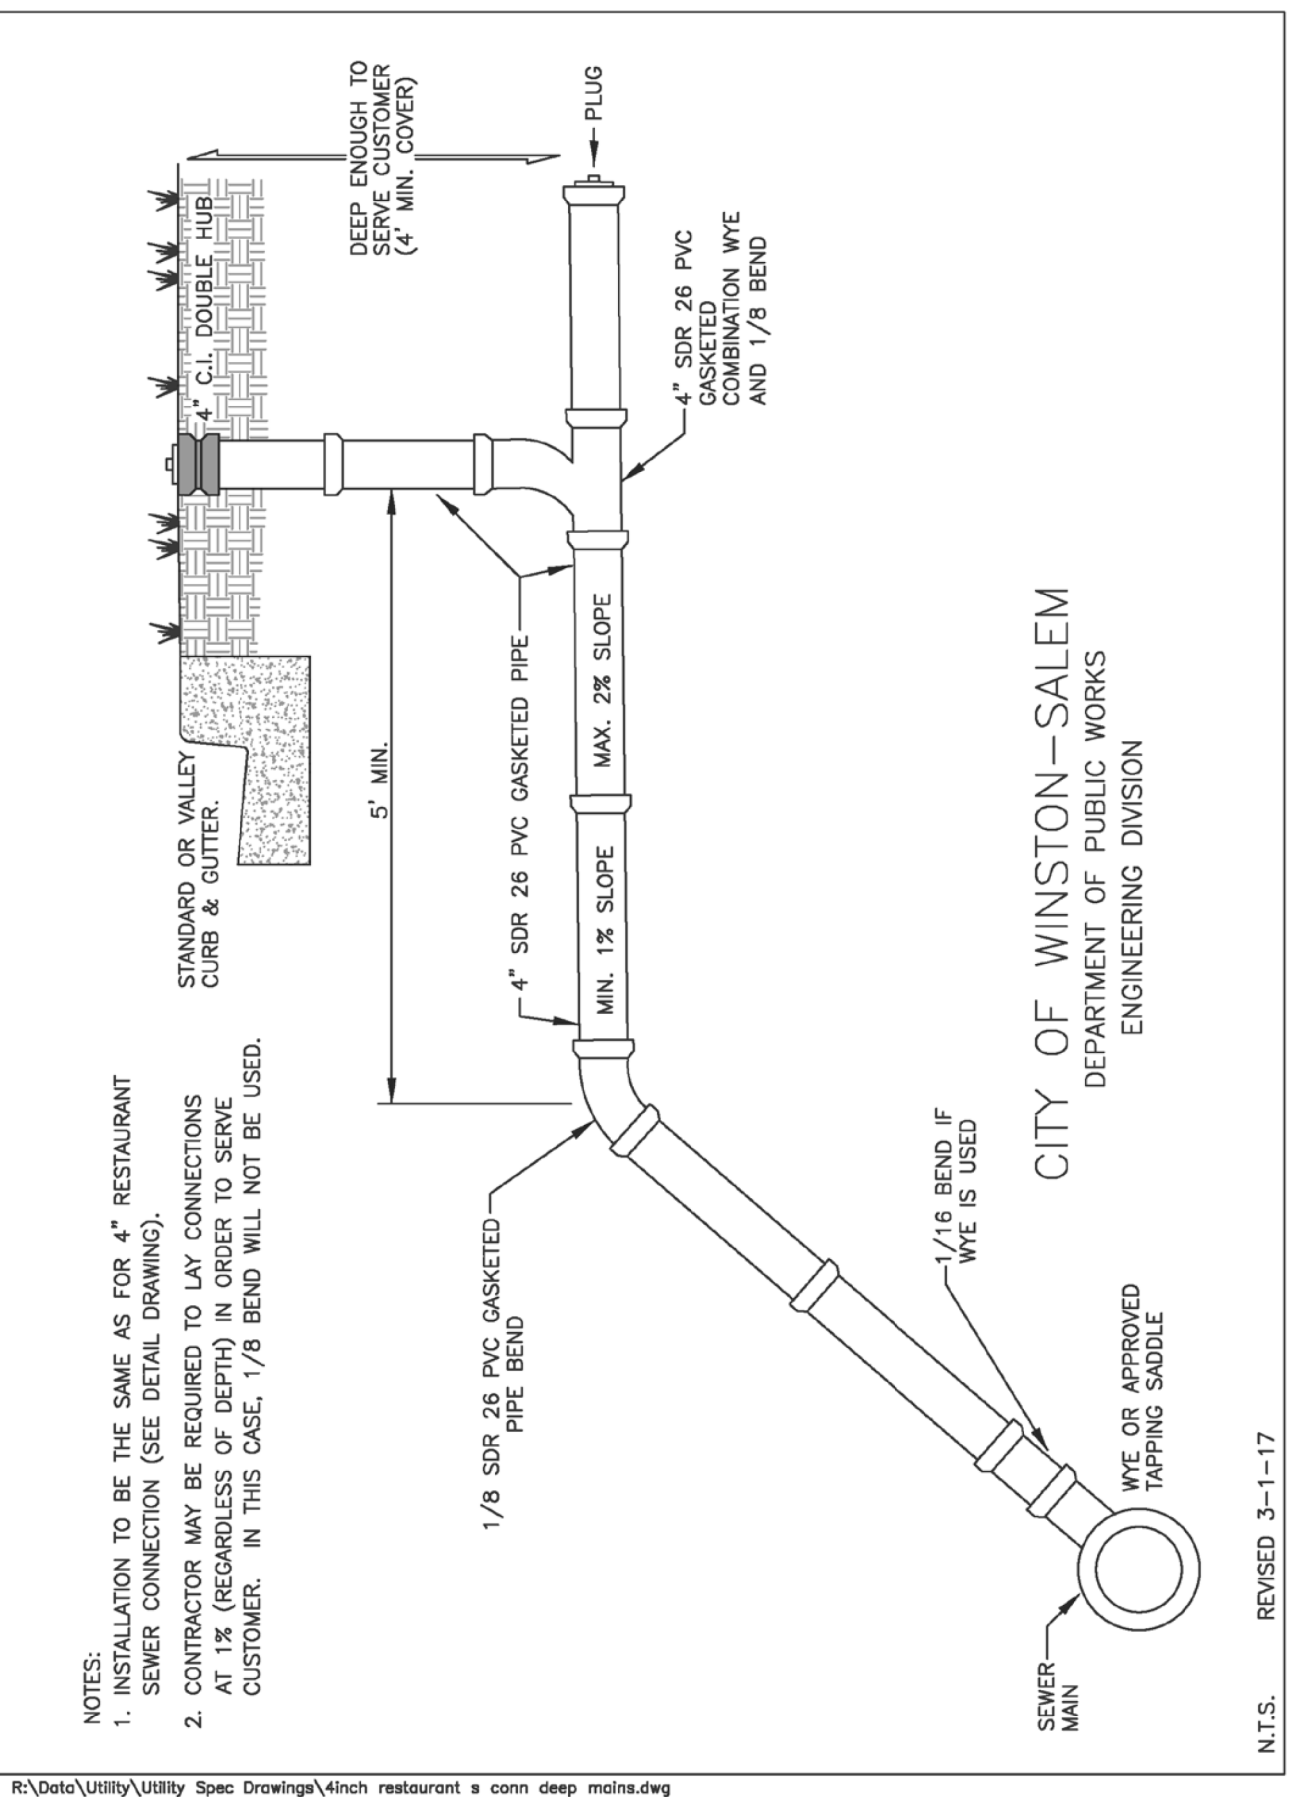 NOTES:
1. INSTALLATION TO BE THE SAME AS FOR 4" RESTAURANT
SEWER CONNECTION (SEE DETAIL DRAWING).
2. CONTRACTOR MAY BE REQUIRED TO LAY CONNECTIONS
AT 1% (REGARDLESS OF DEPTH) IN ORDER TO SERVE
CUSTOMER. IN THIS CASE, 1/8 BEND WILL NOT BE USED.
STANDARD OR VALLEY
CURB & GUTTER.
4" C.I. DOUBLE HUB
DEEP ENOUGH TO
SERVE CUSTOMER
(4' MIN. COVER)
5' MIN.
PLUG
4" SDR 26 PVC GASKETED PIPE
1/8 SDR 26 PVC GASKETED
PIPE BEND
MIN. 1% SLOPE
MAX. 2% SLOPE
4" SDR 26 PVC
GASKETED
COMBINATION WYE
AND 1/8 BEND
1/16 BEND IF
WYE IS USED
SEWER
MAIN
WYE OR APPROVED
TAPPING SADDLE
CITY OF WINSTON-SALEM
DEPARTMENT OF PUBLIC WORKS
ENGINEERING DIVISION
N.T.S. REVISED 3-1-17
R:\Data\Utility\Utility Spec Drawings\4inch restaurant s conn deep mains.dwg